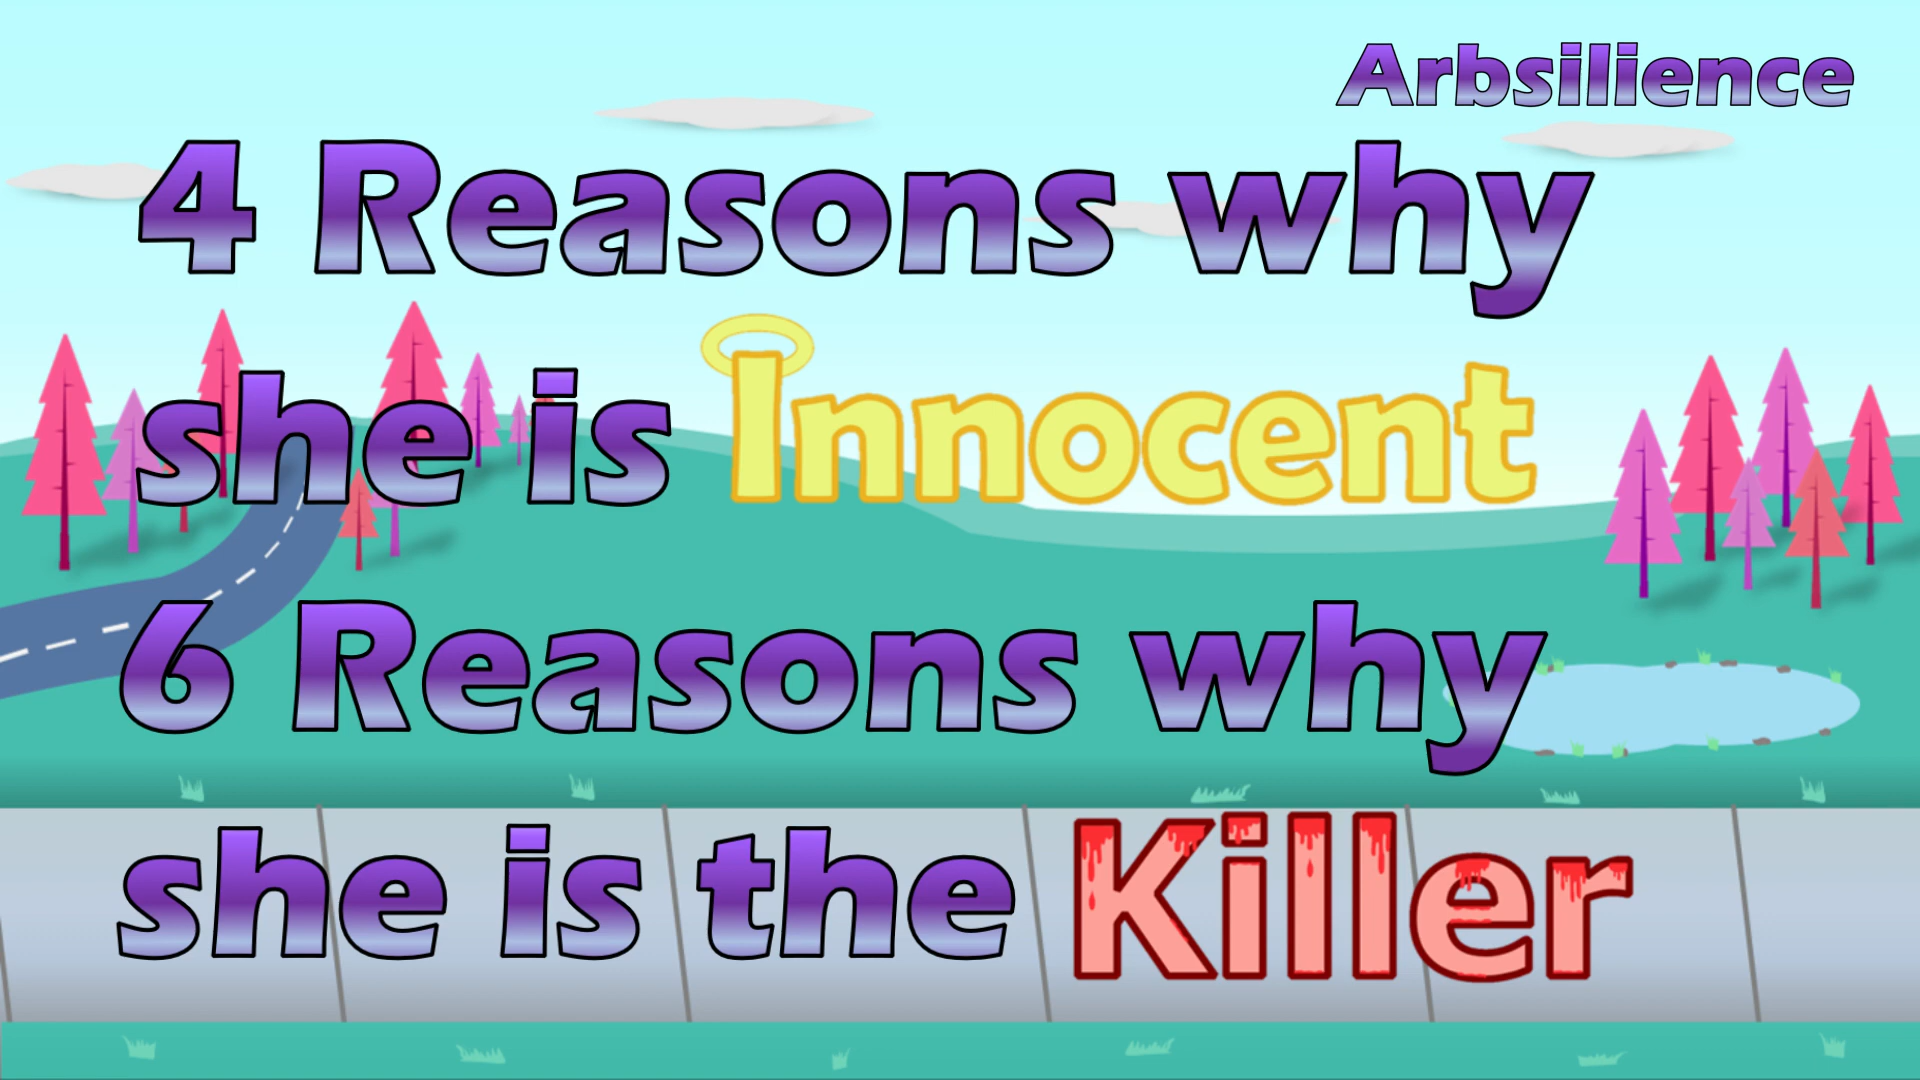 Arbsilience
4 Reasons why
she is Innocent
6 Reasons why
she is the Killer